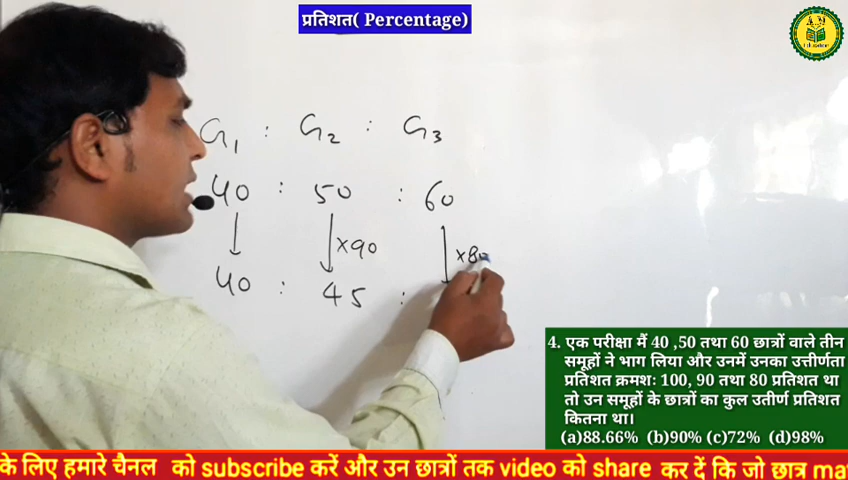 प्रतिशत( Percentage)
Education
G1 : G2 : G3
40 : 50 : 60
×90
×80
40 : 45 :
4. एक परीक्षा मैं 40 ,50 तथा 60 छात्रों वाले तीन
समूहों ने भाग लिया और उनमें उनका उत्तीर्णता
प्रतिशत क्रमशः 100, 90 तथा 80 प्रतिशत था
तो उन समूहों के छात्रों का कुल उतीर्ण प्रतिशत
कितना था।
(a)88.66% (b)90% (c)72% (d)98%
के लिए हमारे चैनल को subscribe करें और उन छात्रों तक video को share कर दें कि जो छात्र